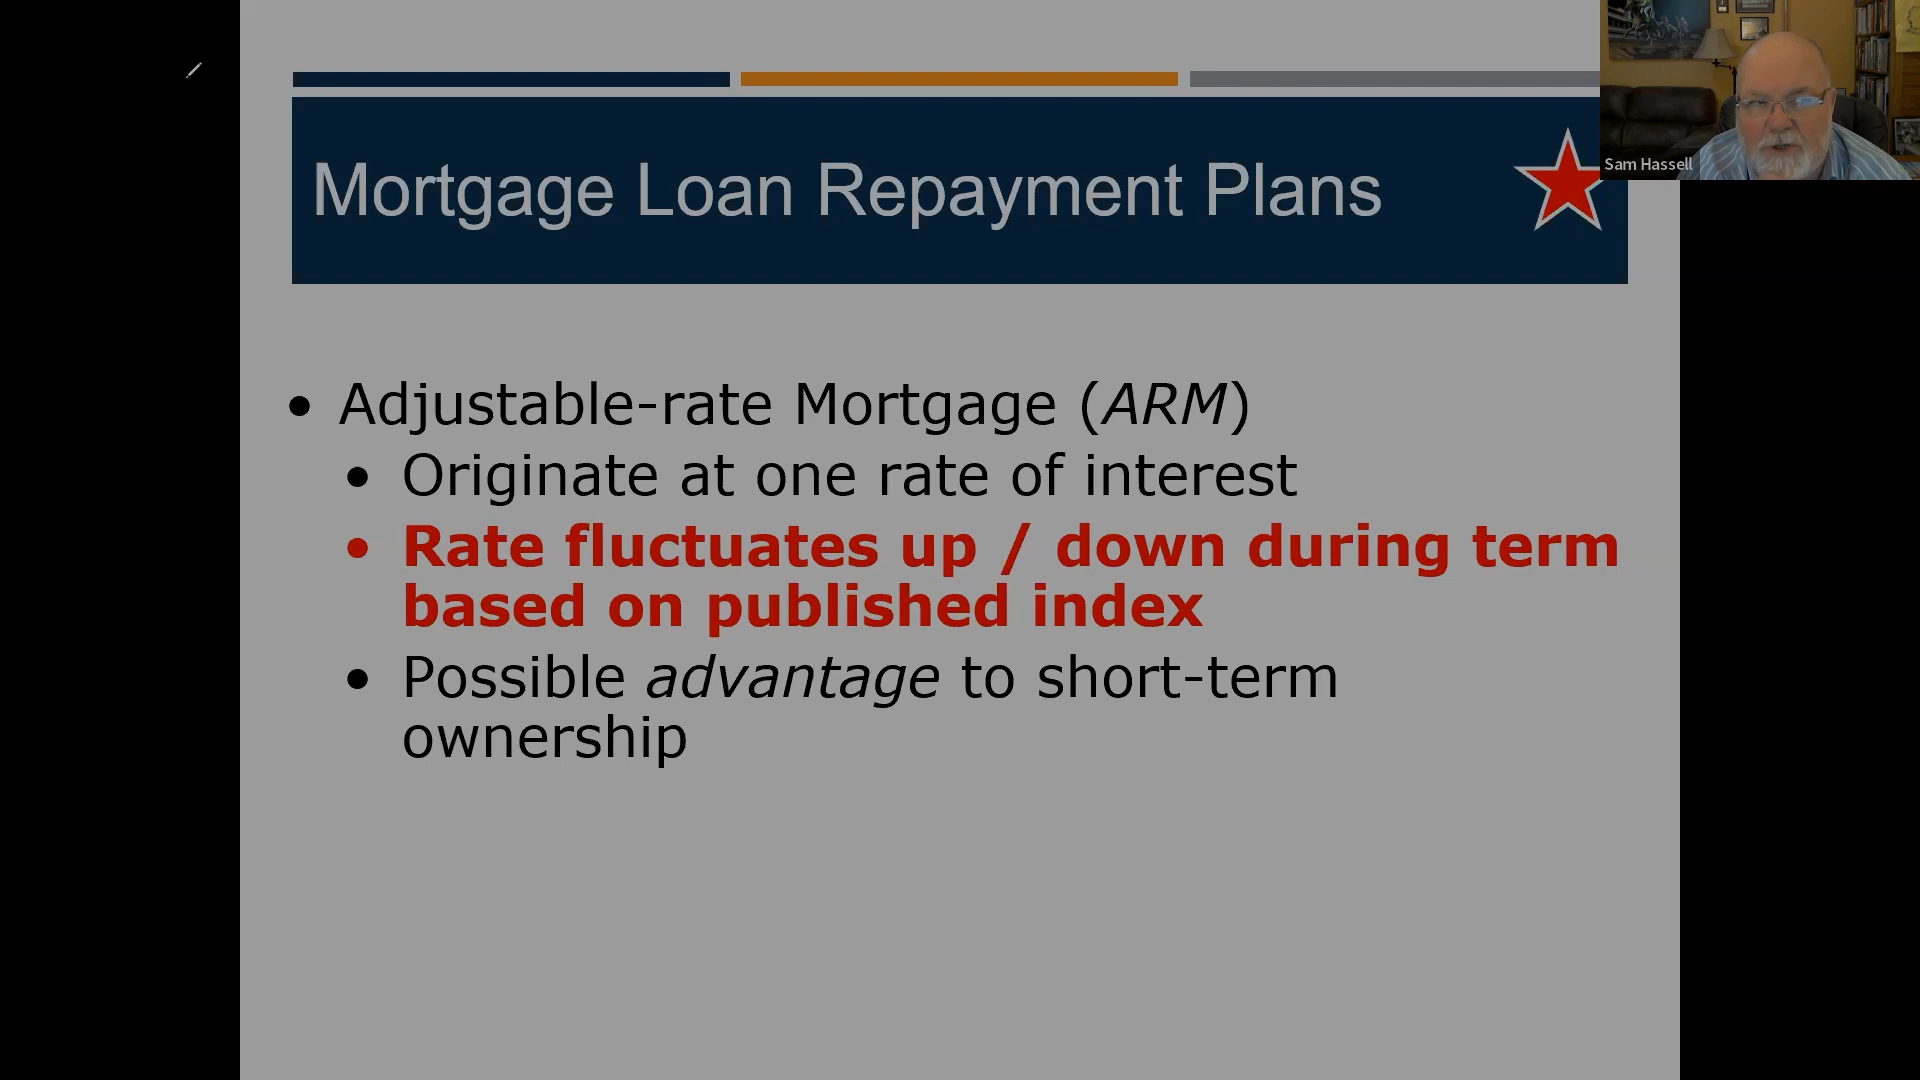 Mortgage Loan Repayment Plans
Sam Hassell
• Adjustable-rate Mortgage (ARM)
• Originate at one rate of interest
• Rate fluctuates up / down during term
based on published index
• Possible advantage to short-term
ownership